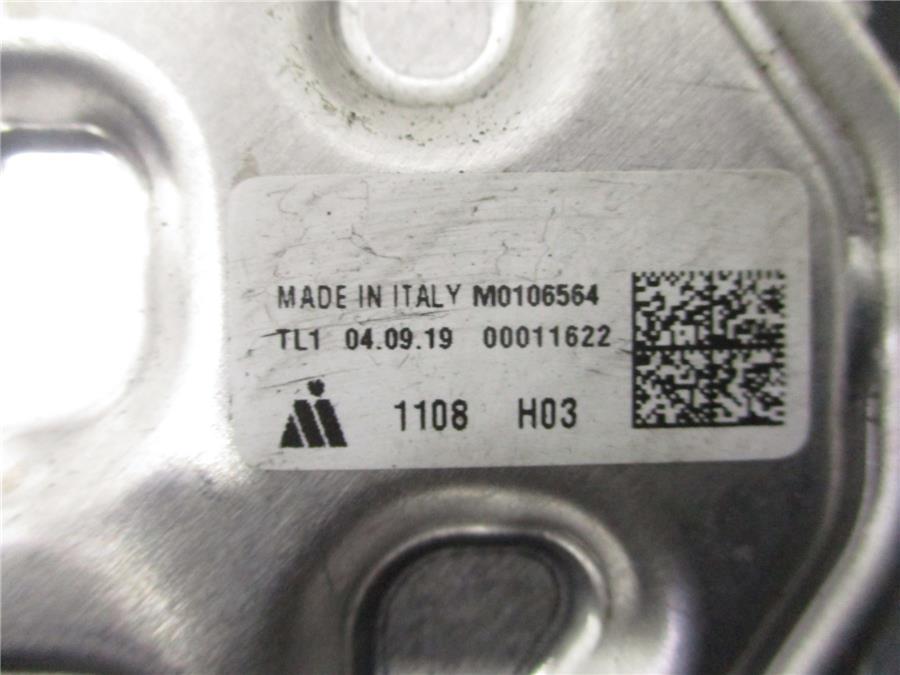 MADE IN ITALY M0106564
TL1 04.09.19 00011622
1108 H03